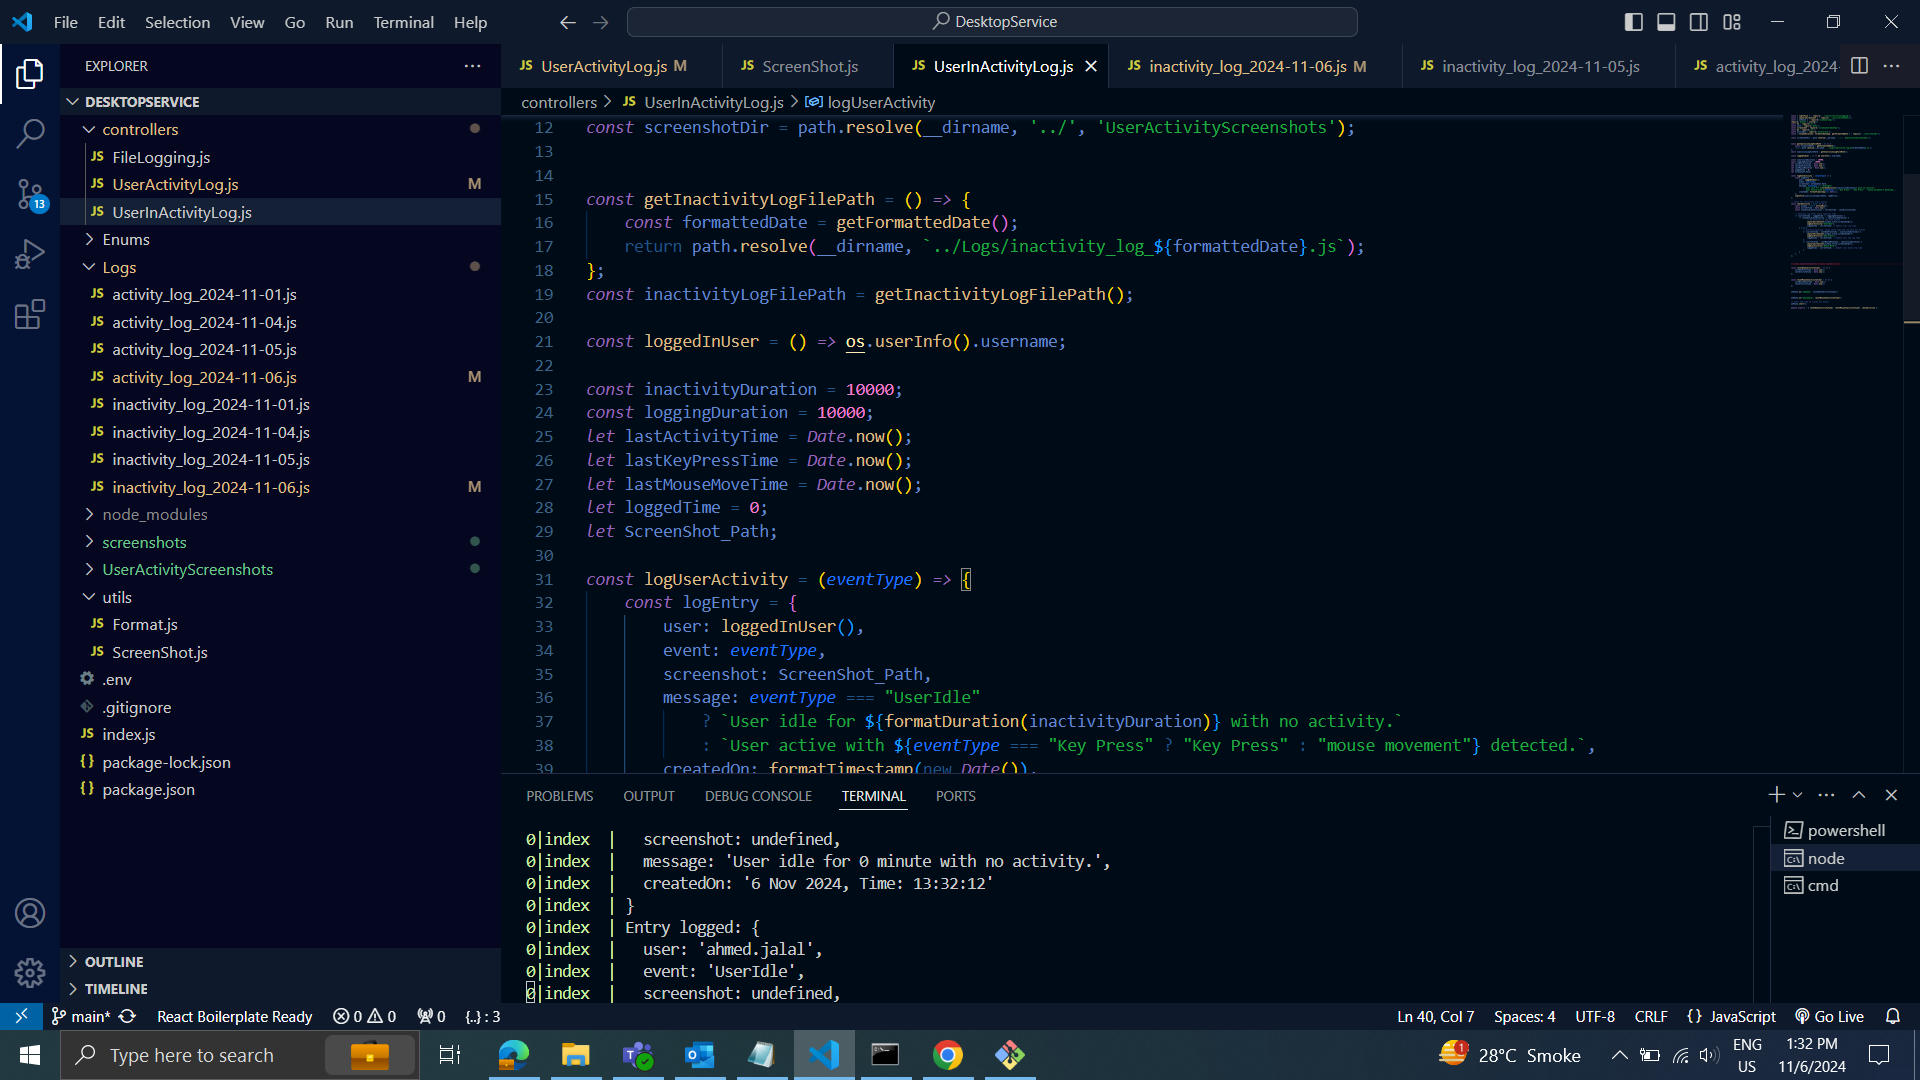 File Edit Selection View Go Run Terminal Help
DesktopService
EXPLORER
DESKTOPSERVICE
controllers
JS FileLogging.js
JS UserActivityLog.js M
JS UserInActivityLog.js
Enums
Logs
JS activity_log_2024-11-01.js
JS activity_log_2024-11-04.js
JS activity_log_2024-11-05.js
JS activity_log_2024-11-06.js M
JS inactivity_log_2024-11-01.js
JS inactivity_log_2024-11-04.js
JS inactivity_log_2024-11-05.js
JS inactivity_log_2024-11-06.js M
node_modules
screenshots
UserActivityScreenshots
utils
JS Format.js
JS ScreenShot.js
.env
.gitignore
JS index.js
{} package-lock.json
{} package.json
OUTLINE
TIMELINE
13
JS UserActivityLog.js M
JS ScreenShot.js
JS UserInActivityLog.js
JS inactivity_log_2024-11-06.js M
JS inactivity_log_2024-11-05.js
JS activity_log_2024-
controllers > JS UserInActivityLog.js > logUserActivity
12 const screenshotDir = path.resolve(__dirname, '../', 'UserActivityScreenshots');
13
14
15 const getInactivityLogFilePath = () => {
16 const formattedDate = getFormattedDate();
17 return path.resolve(__dirname, `../Logs/inactivity_log_${formattedDate}.js`);
18 };
19 const inactivityLogFilePath = getInactivityLogFilePath();
20
21 const loggedInUser = () => os.userInfo().username;
22
23 const inactivityDuration = 10000;
24 const loggingDuration = 10000;
25 let lastActivityTime = Date.now();
26 let lastKeyPressTime = Date.now();
27 let lastMouseMoveTime = Date.now();
28 let loggedTime = 0;
29 let ScreenShot_Path;
30
31 const logUserActivity = (eventType) => {
32 const logEntry = {
33 user: loggedInUser(),
34 event: eventType,
35 screenshot: ScreenShot_Path,
36 message: eventType === "UserIdle"
37 ? `User idle for ${formatDuration(inactivityDuration)} with no activity.`
38 : `User active with ${eventType === "Key Press" ? "Key Press" : "mouse movement"} detected.`,
39 createdOn: formatTimestamp(new Date()),
PROBLEMS OUTPUT DEBUG CONSOLE TERMINAL PORTS
0|index | screenshot: undefined,
0|index | message: 'User idle for 0 minute with no activity.',
0|index | createdOn: '6 Nov 2024, Time: 13:32:12'
0|index | }
0|index | Entry logged: {
0|index | user: 'ahmed.jalal',
0|index | event: 'UserIdle',
0|index | screenshot: undefined,
powershell
node
cmd
main* React Boilerplate Ready 0 0 0 {..} : 3
Ln 40, Col 7 Spaces: 4 UTF-8 CRLF {} JavaScript Go Live
Type here to search
1
28°C Smoke
ENG
US
1:32 PM
11/6/2024